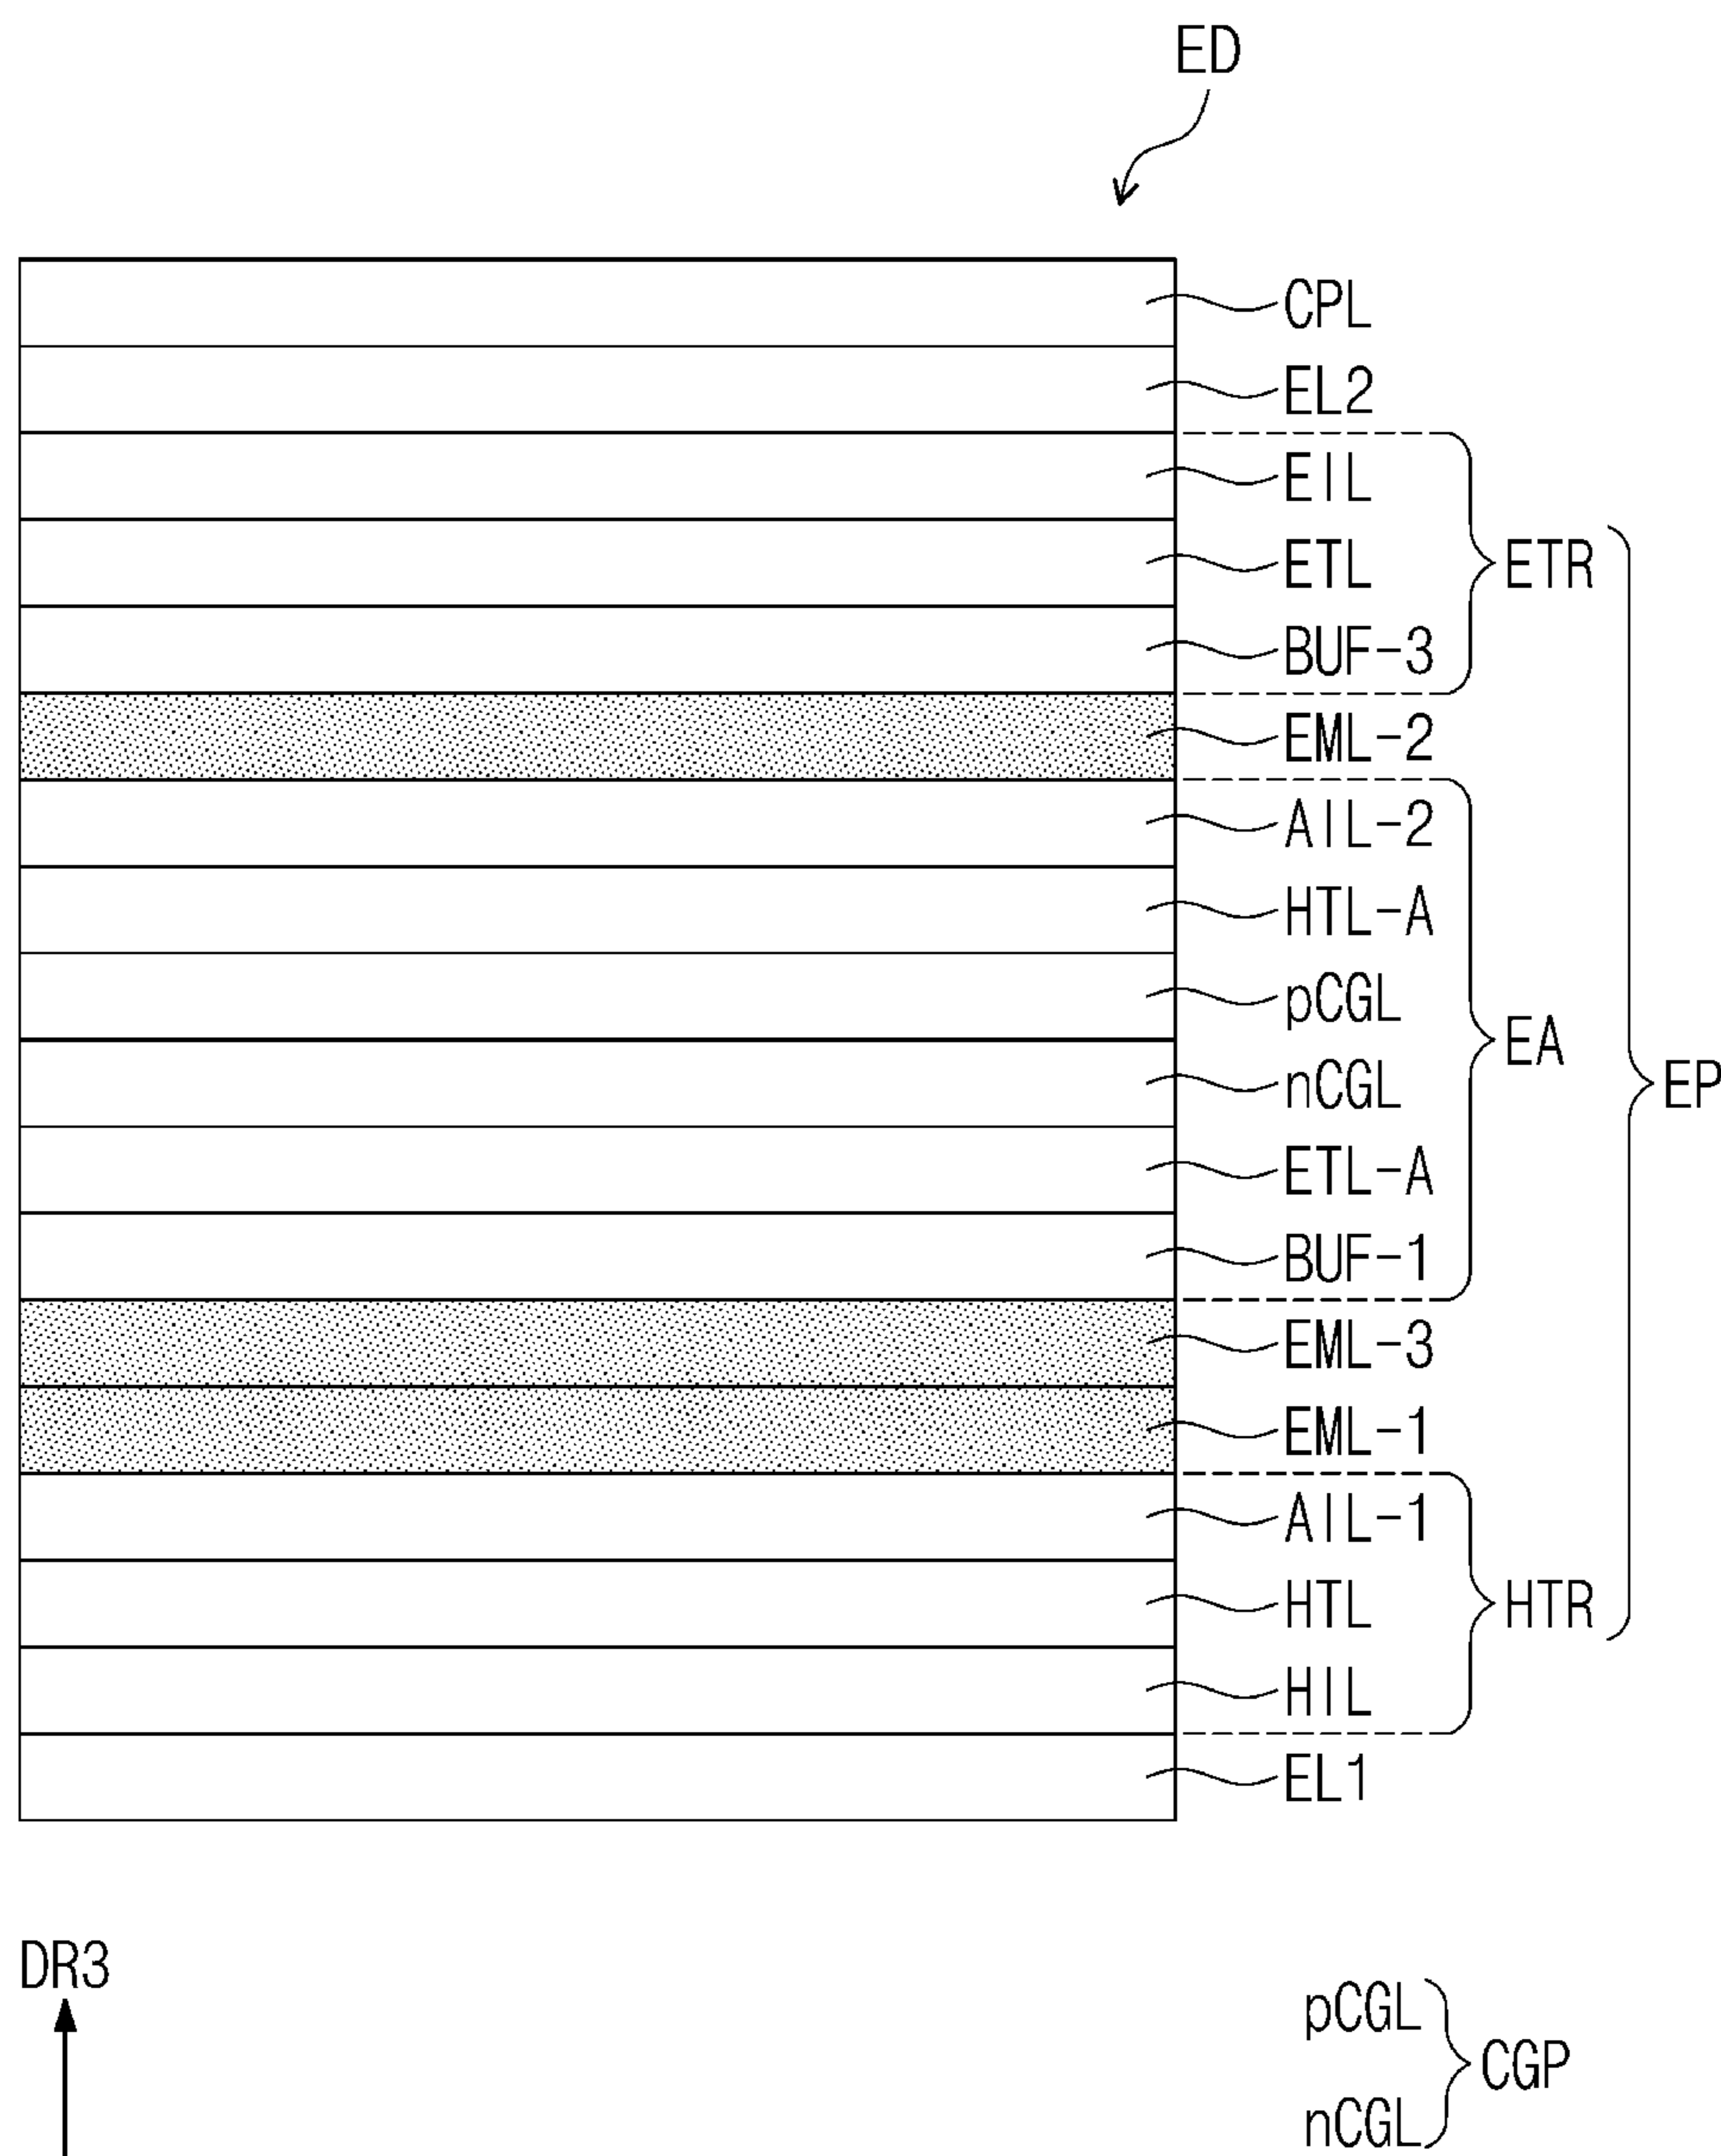 ED
CPL
EL2
EIL
ETL
ETR
BUF-3
EML-2
AIL-2
HTL-A
pCGL
EA
nCGL
EP
ETL-A
BUF-1
EML-3
EML-1
AIL-1
HTL
HTR
HIL
EL1
DR3
pCGL
CGP
nCGL